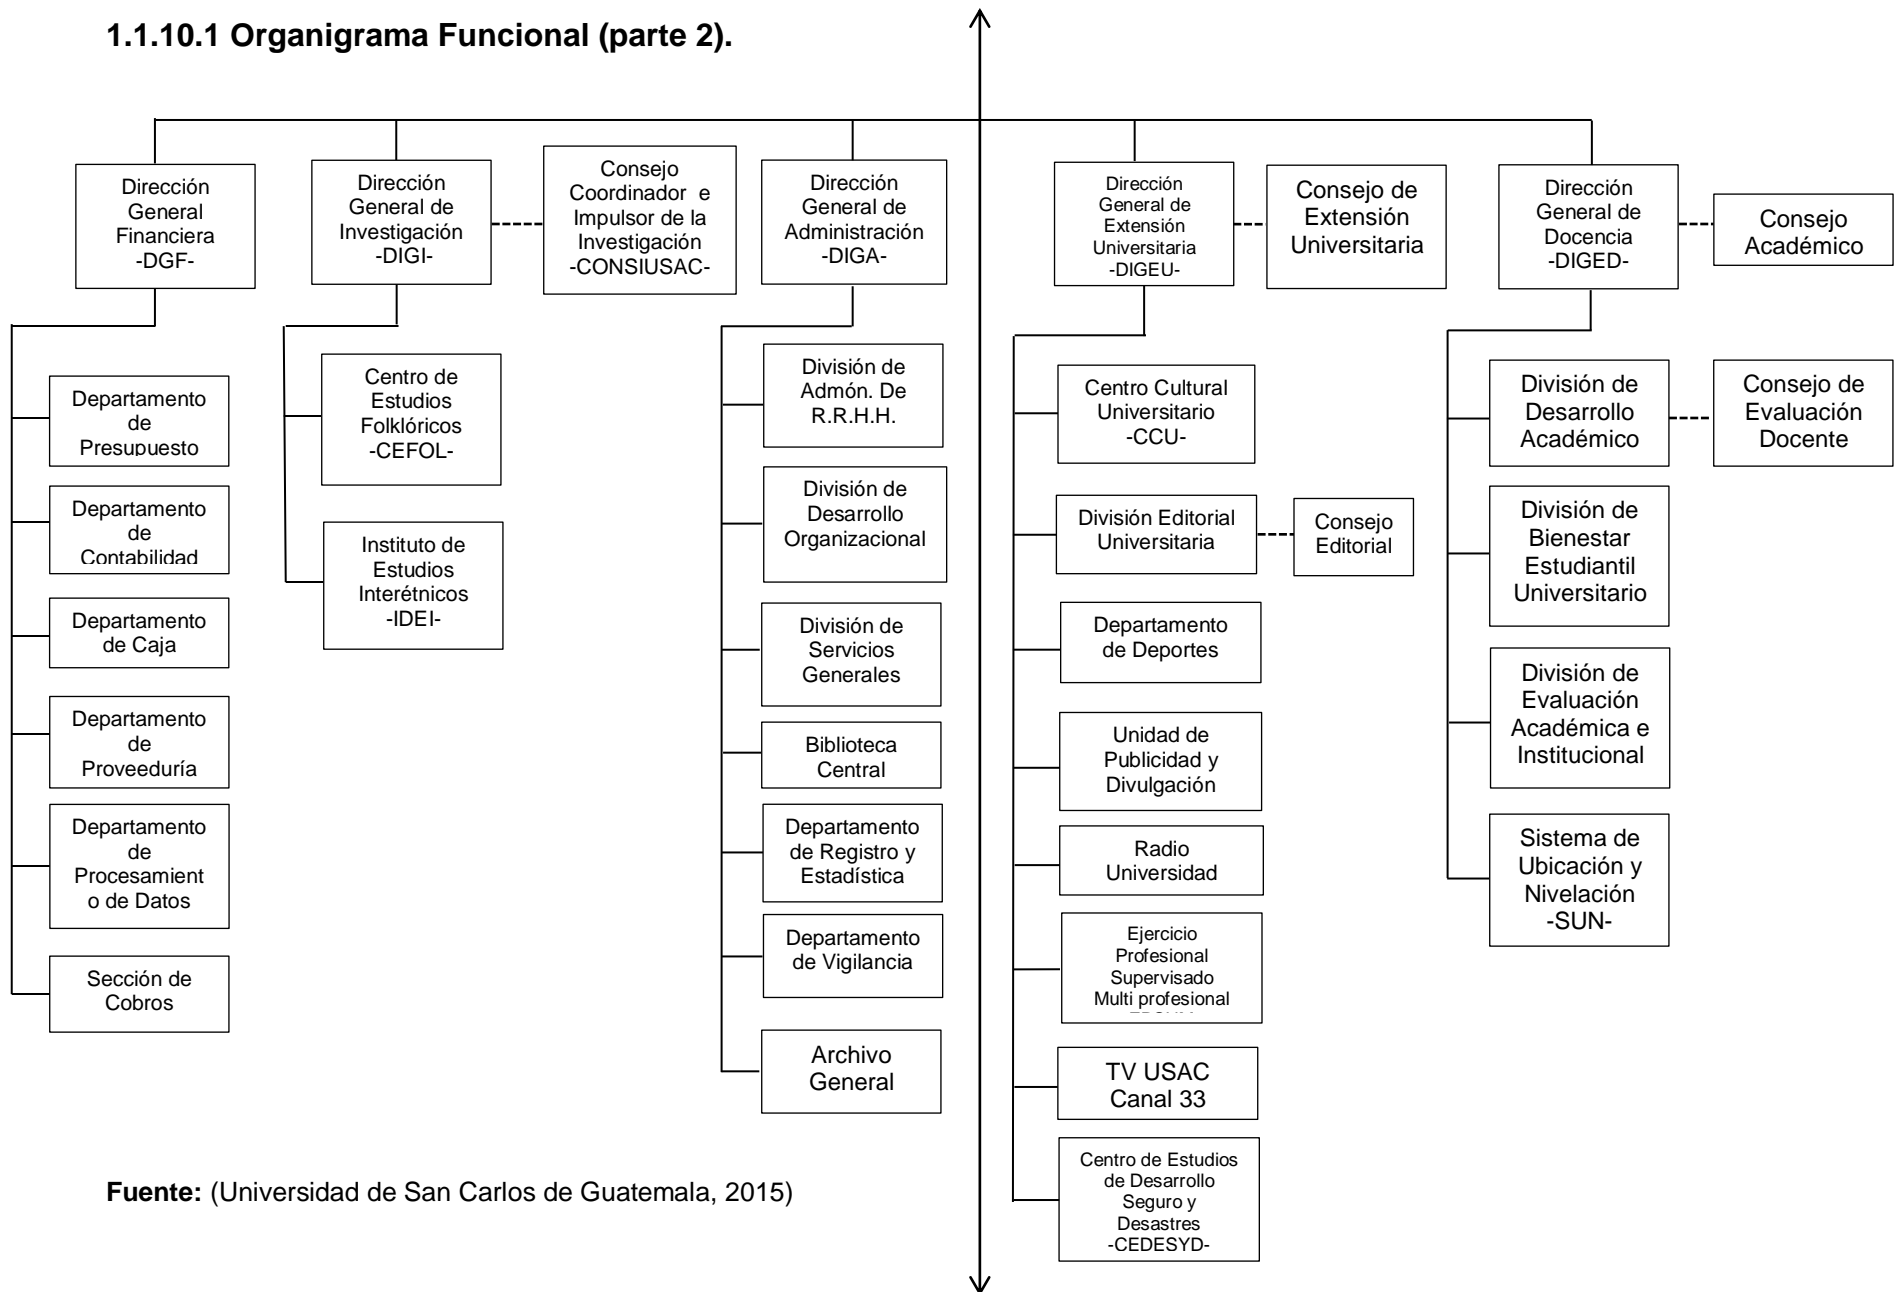 1.1.10.1 Organigrama Funcional (parte 2).
Dirección
General
Financiera
-DGF-
Dirección
General de
Investigación
-DIGI-
Consejo
Coordinador e
Impulsor de la
Investigación
-CONSIUSAC-
Dirección
General de
Administración
-DIGA-
Dirección
General de
Extensión
Universitaria
-DIGEU-
Consejo de
Extensión
Universitaria
Dirección
General de
Docencia
-DIGED-
Consejo
Académico
Departamento
de
Presupuesto
Departamento
de
Contabilidad
Departamento
de Caja
Departamento
de
Proveeduría
Departamento
de
Procesamient
o de Datos
Sección de
Cobros
Centro de
Estudios
Folklóricos
-CEFOL-
Instituto de
Estudios
Interétnicos
-IDEI-
División de
Admón. De
R.R.H.H.
División de
Desarrollo
Organizacional
División de
Servicios
Generales
Biblioteca
Central
Departamento
de Registro y
Estadística
Departamento
de Vigilancia
Archivo
General
Centro Cultural
Universitario
-CCU-
División Editorial
Universitaria
Consejo
Editorial
Departamento
de Deportes
Unidad de
Publicidad y
Divulgación
Radio
Universidad
Ejercicio
Profesional
Supervisado
Multi profesional
TV USAC
Canal 33
Centro de Estudios
de Desarrollo
Seguro y
Desastres
-CEDESYD-
División de
Desarrollo
Académico
Consejo de
Evaluación
Docente
División de
Bienestar
Estudiantil
Universitario
División de
Evaluación
Académica e
Institucional
Sistema de
Ubicación y
Nivelación
-SUN-
Fuente: (Universidad de San Carlos de Guatemala, 2015)